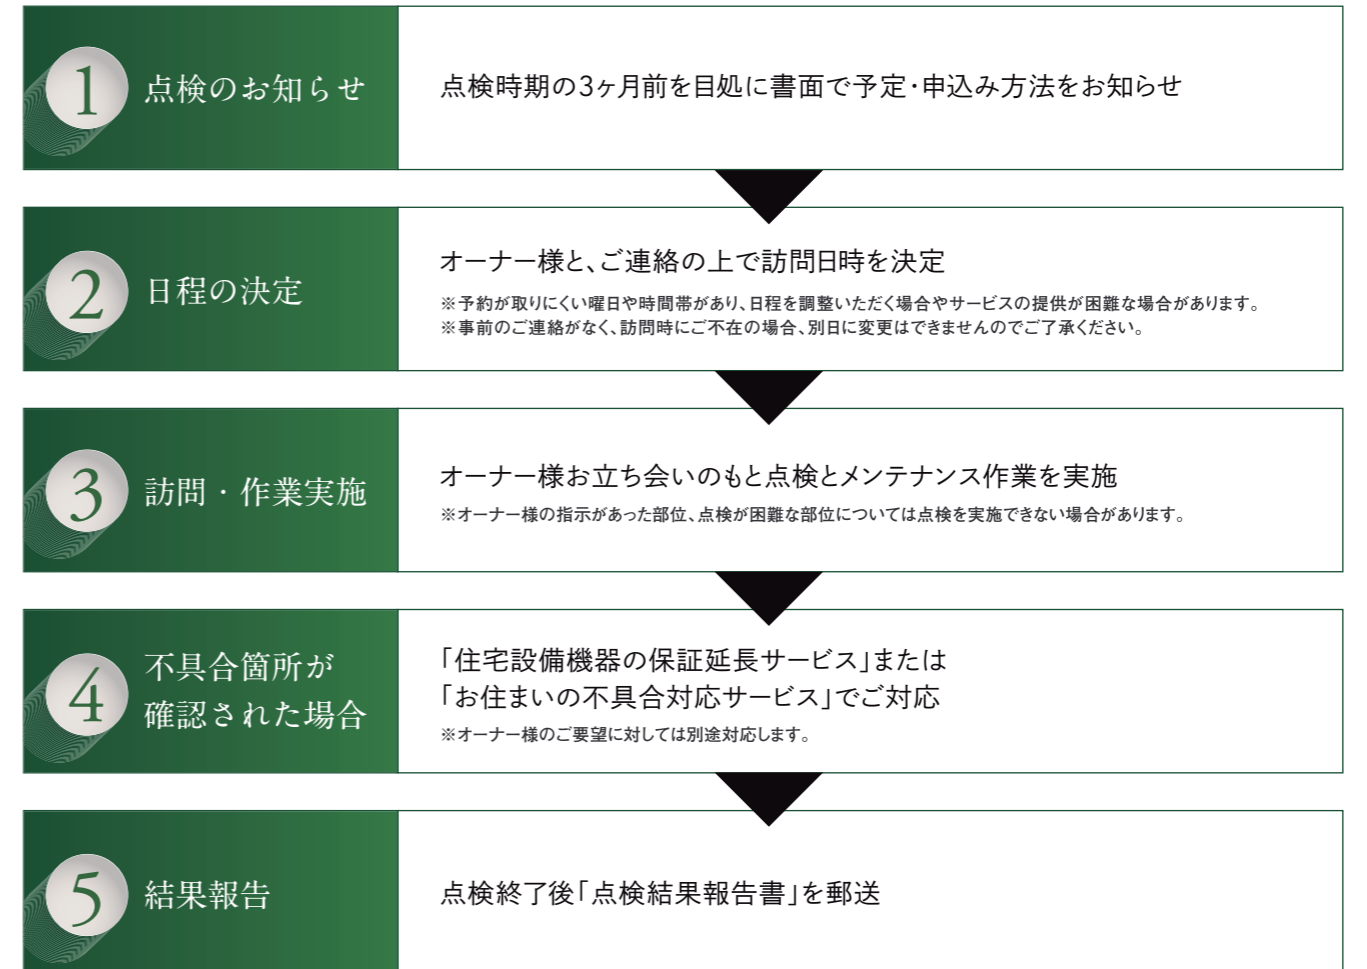 1
点検のお知らせ
点検時期の3ヶ月前を目処に書面で予定・申込み方法をお知らせ
2
日程の決定
オーナー様と、ご連絡の上で訪問日時を決定
※予約が取りにくい曜日や時間帯があり、日程を調整いただく場合やサービスの提供が困難な場合があります。
※事前のご連絡がなく、訪問時にご不在の場合、別日に変更はできませんのでご了承ください。
3
訪問・作業実施
オーナー様お立ち会いのもと点検とメンテナンス作業を実施
※オーナー様の指示があった部位、点検が困難な部位については点検を実施できない場合があります。
4
不具合箇所が
確認された場合
「住宅設備機器の保証延長サービス」または
「お住まいの不具合対応サービス」でご対応
※オーナー様のご要望に対しては別途対応します。
5
結果報告
点検終了後「点検結果報告書」を郵送